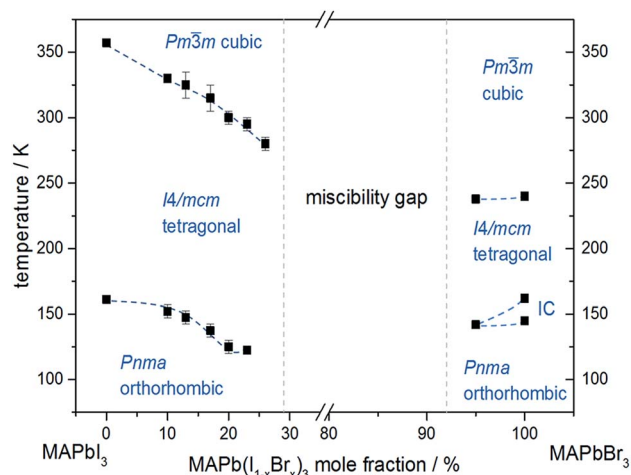 350
300
250
200
150
100
temperature / K
Pm3̅m cubic
I4/mcm
tetragonal
Pnma
orthorhombic
miscibility gap
Pm3̅m
cubic
I4/mcm
tetragonal
IC
Pnma
orthorhombic
350
300
250
200
150
100
0 10 20 30 80 90 100
MAPbI₃ MAPb(I₁₋ₓBrₓ)₃ mole fraction / % MAPbBr₃